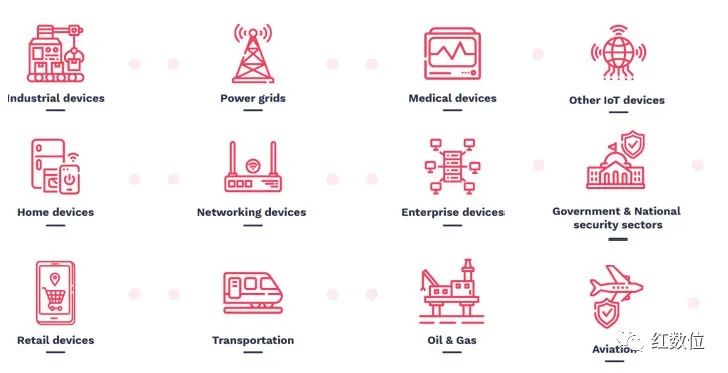 Industrial devices
Power grids
Medical devices
Other IoT devices
Home devices
Networking devices
Enterprise devices
Government & National
security sectors
Retail devices
Transportation
Oil & Gas
Aviation
红数位